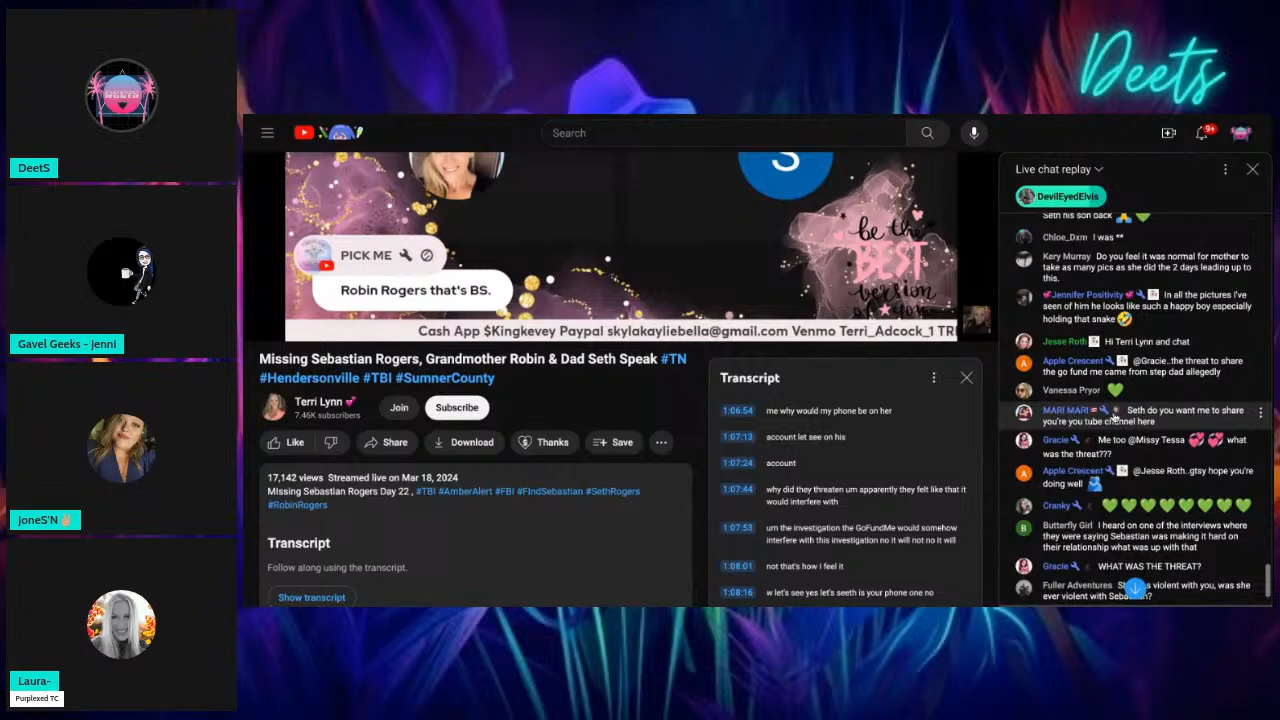 DEETS
DeetS
Gavel Geeks - Jenni
JoneS'N✌🏼
Laura-
Purplexed TC
Deets
Search
9+
S
PICK ME
Robin Rogers that's BS.
be the
BEST
version
of you
Cash App $Kingkevey Paypal skylakayliebella@gmail.com Venmo Terri_Adcock_1 TRI
Missing Sebastian Rogers, Grandmother Robin & Dad Seth Speak #TN
#Hendersonville #TBI #SumnerCounty
Terri Lynn 💕
7.46K subscribers
Join
Subscribe
Like
Share
Download
Thanks
Save
17,142 views Streamed live on Mar 18, 2024
Missing Sebastian Rogers Day 22 , #TBI #AmberAlert #FBI #FIndSebastian #SethRogers
#RobinRogers
Transcript
Follow along using the transcript.
Show transcript
Transcript
1:06:54 me why would my phone be on her
1:07:13 account let see on his
1:07:24 account
1:07:44 why did they threaten um apparently they felt like that it
would interfere with
1:07:53 um the investigation the GoFundMe would somehow
interfere with this investigation no it will not no it will
1:08:01 not that's how I feel it
1:08:16 w let's see yes let's seeth is your phone one no
Live chat replay
DevilEyedElvis
Seth his son back 🙏 💚
Chloe_Dxm I was **
Kery Murray Do you feel it was normal for mother to
take as many pics as she did the 2 days leading up to
this.
💕Jennifer Positivity💕 In all the pictures I've
seen of him he looks like such a happy boy especially
holding that snake 🤣
Jesse Roth Hi Terri Lynn and chat
A Apple Crescent @Gracie..the threat to share
the go fund me came from step dad allegedly
Vanessa Pryor 💚
MARI MARI Seth do you want me to share
you're you tube channel here
Gracie Me too @Missy Tessa 💞 💞 what
was the threat???
A Apple Crescent @Jesse Roth..gtsy hope you're
doing well 🫂
Cranky 💚💚💚💚💚💚💚💚
B Butterfly Girl I heard on one of the interviews where
they were saying Sebastian was making it hard on
their relationship what was up with that
Gracie WHAT WAS THE THREAT?
Fuller Adventures violent with you, was she
ever violent with